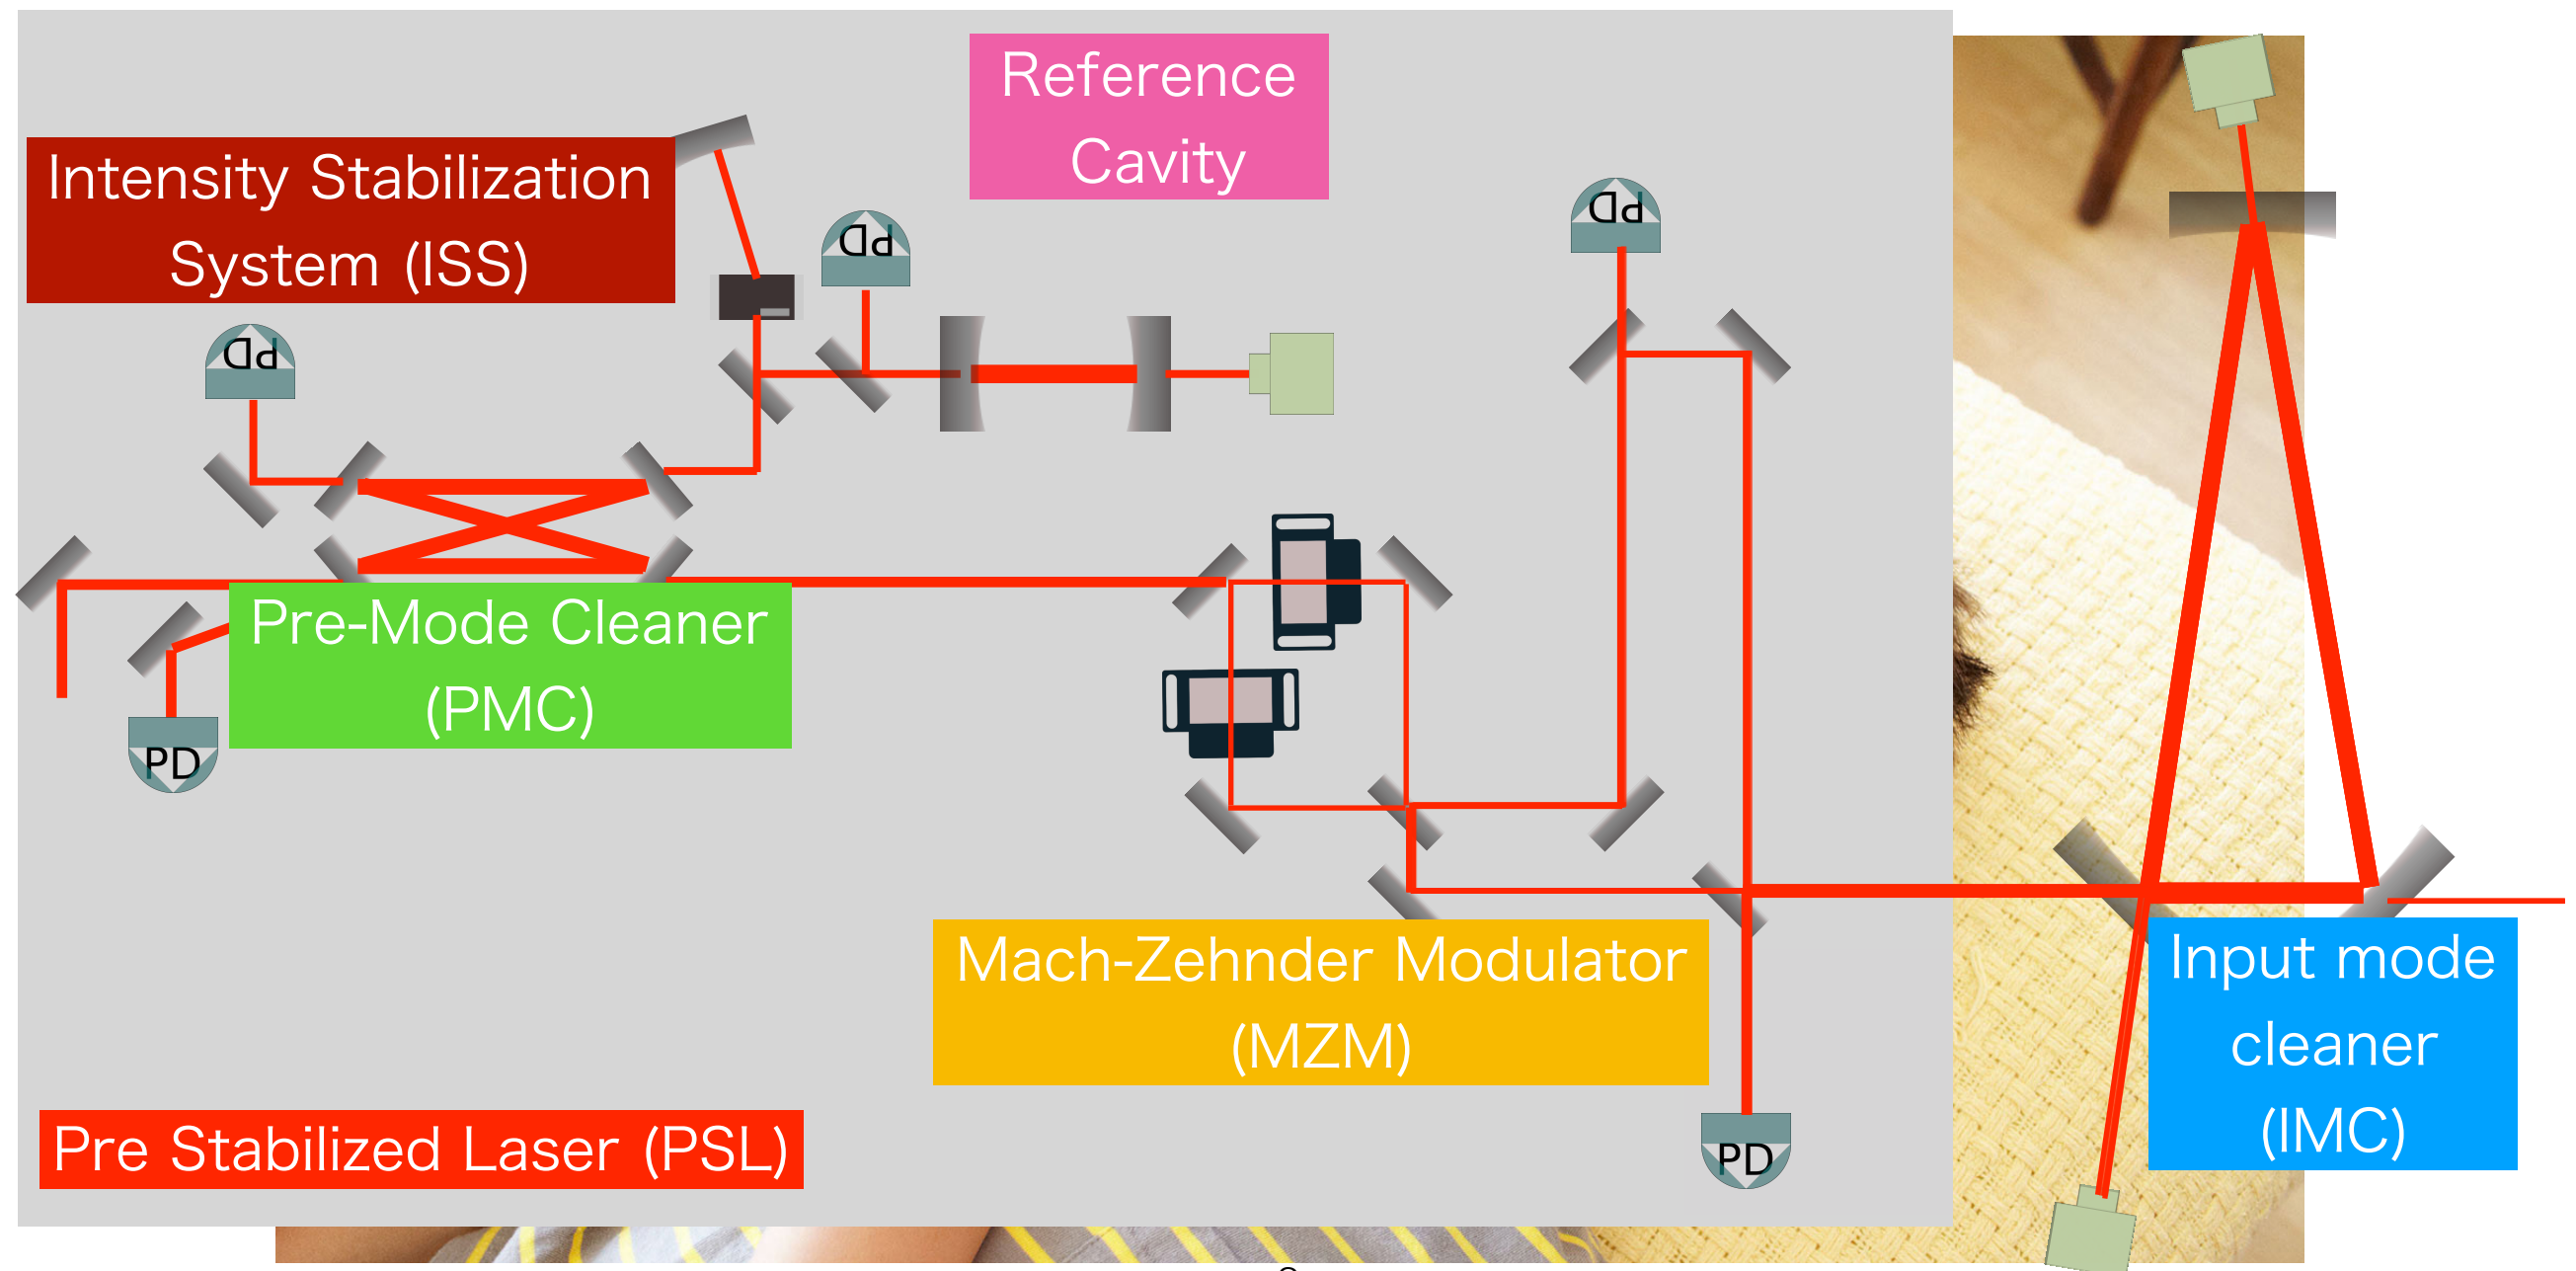 Reference
Cavity
Intensity Stabilization
System (ISS)
PD
PD
PD
Pre-Mode Cleaner
(PMC)
PD
Mach-Zehnder Modulator
(MZM)
Input mode
cleaner
(IMC)
Pre Stabilized Laser (PSL)
PD